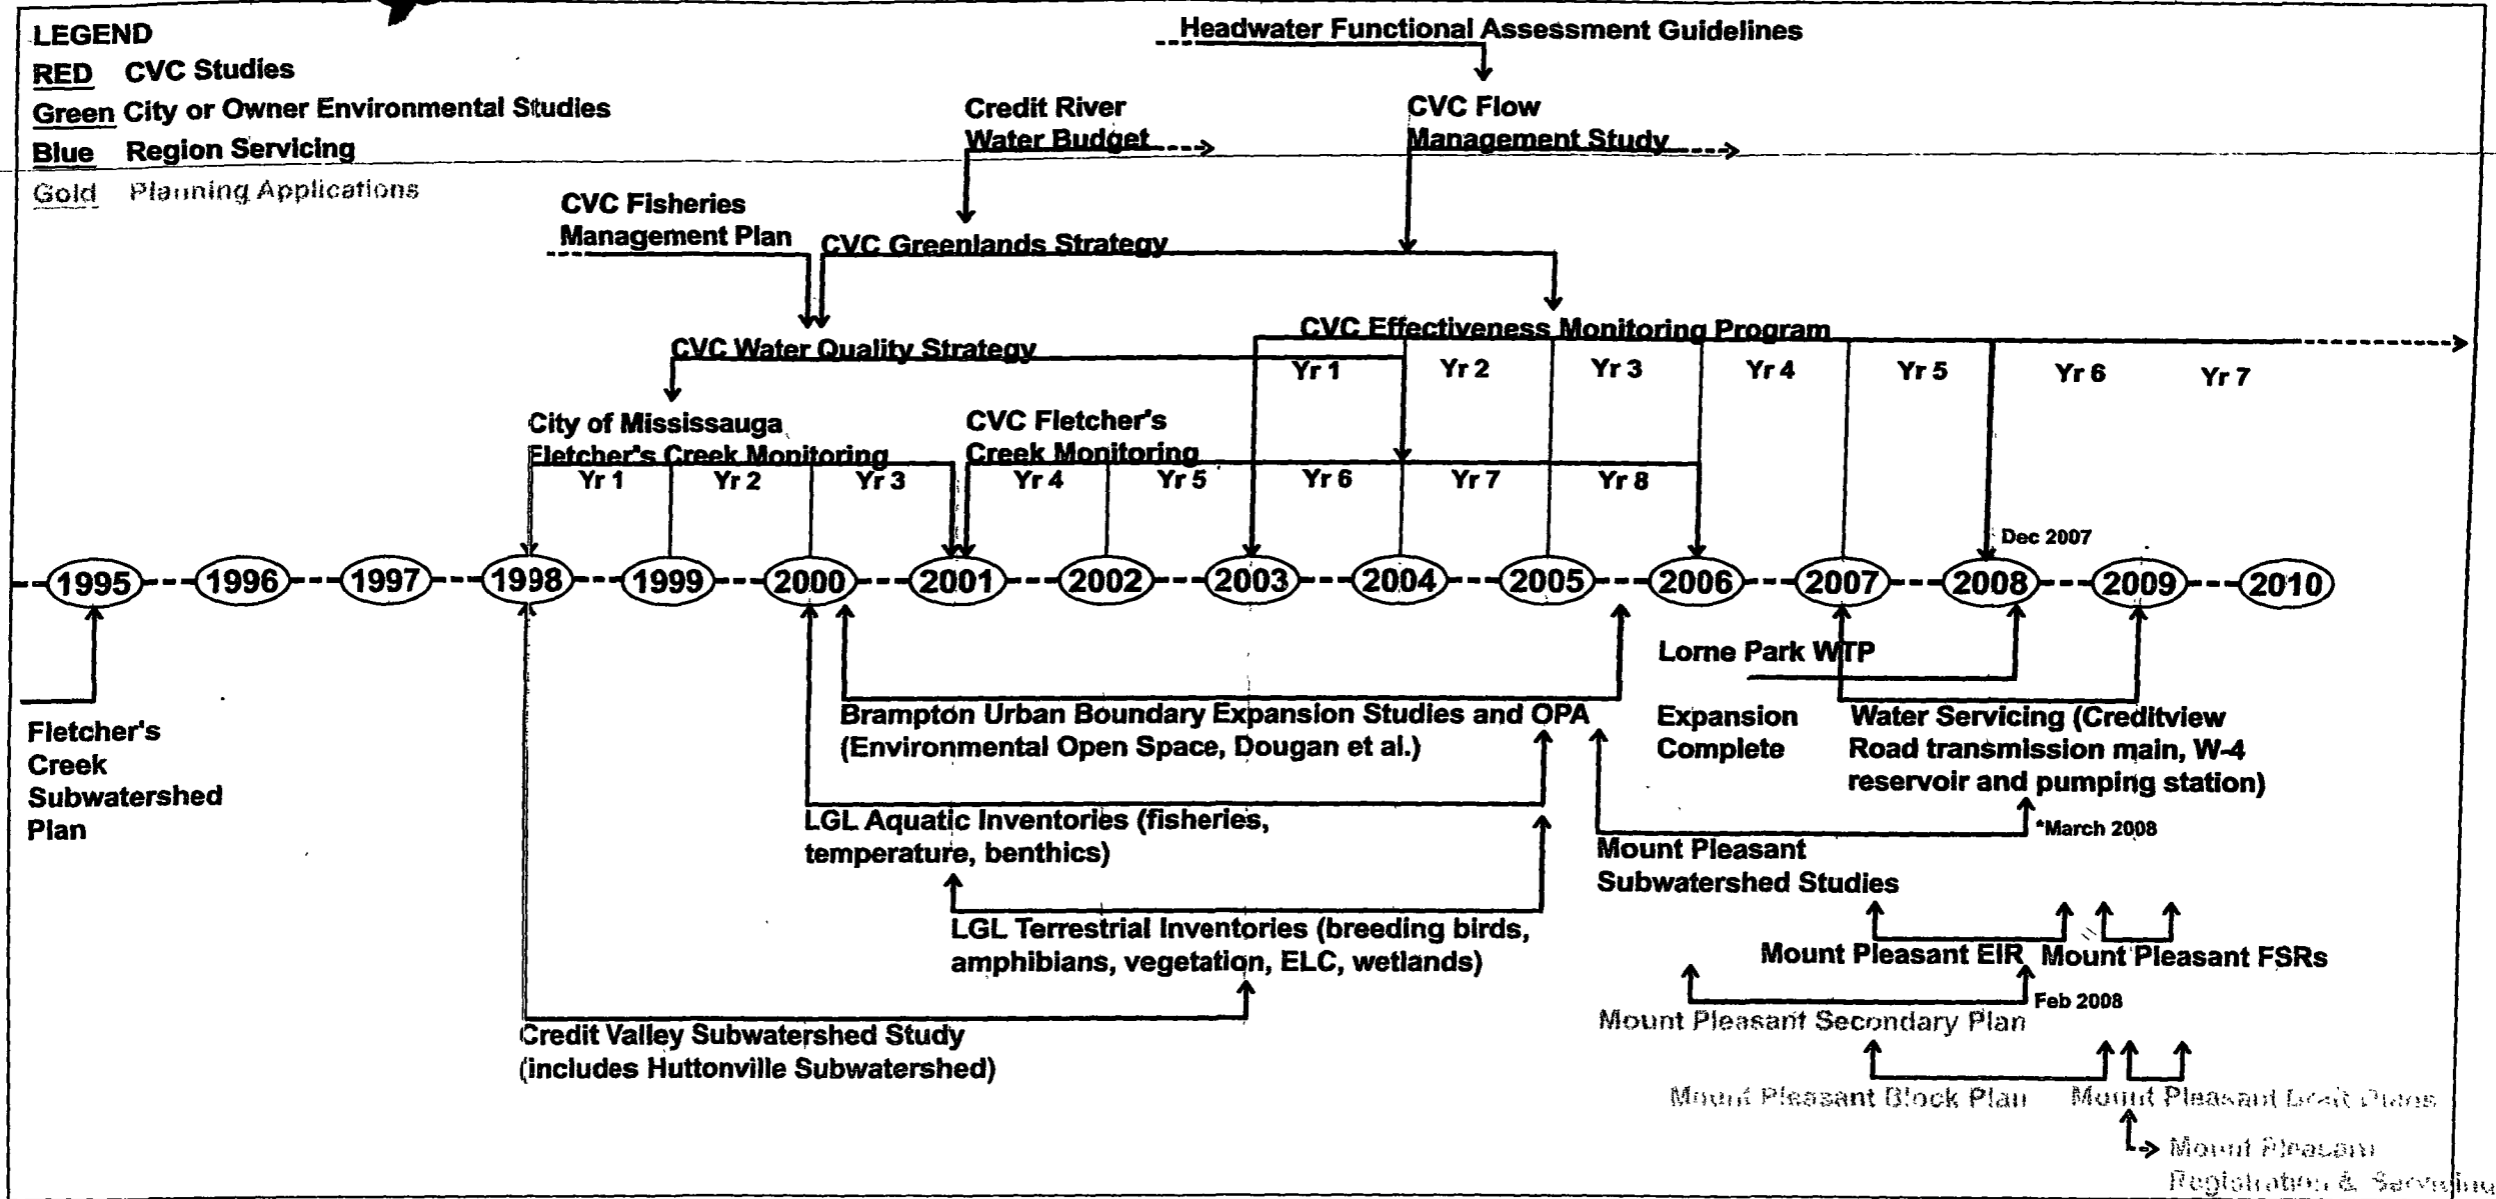 LEGEND
RED CVC Studies
Green City or Owner Environmental Studies
Blue Region Servicing
Gold Planning Applications
Headwater Functional Assessment Guidelines
Credit River
Water Budget
CVC Flow
Management Study
CVC Fisheries
Management Plan
CVC Greenlands Strategy
CVC Effectiveness Monitoring Program
Yr 1 Yr 2 Yr 3 Yr 4 Yr 5 Yr 6 Yr 7
CVC Water Quality Strategy
City of Mississauga
Fletcher's Creek Monitoring
Yr 1 Yr 2 Yr 3
CVC Fletcher's
Creek Monitoring
Yr 4 Yr 5 Yr 6 Yr 7 Yr 8
Dec 2007
1995 1996 1997 1998 1999 2000 2001 2002 2003 2004 2005 2006 2007 2008 2009 2010
Fletcher's
Creek
Subwatershed
Plan
Brampton Urban Boundary Expansion Studies and OPA
(Environmental Open Space, Dougan et al.)
Lorne Park WTP
Expansion
Complete
Water Servicing (Creditview
Road transmission main, W-4
reservoir and pumping station)
*March 2008
LGL Aquatic Inventories (fisheries,
temperature, benthics)
Mount Pleasant
Subwatershed Studies
LGL Terrestrial Inventories (breeding birds,
amphibians, vegetation, ELC, wetlands)
Mount Pleasant EIR
Mount Pleasant FSRs
Feb 2008
Mount Pleasant Secondary Plan
Credit Valley Subwatershed Study
(includes Huttonville Subwatershed)
Mount Pleasant Block Plan
Mount Pleasant Draft Plans
Mount Pleasant
Registration & Servicing